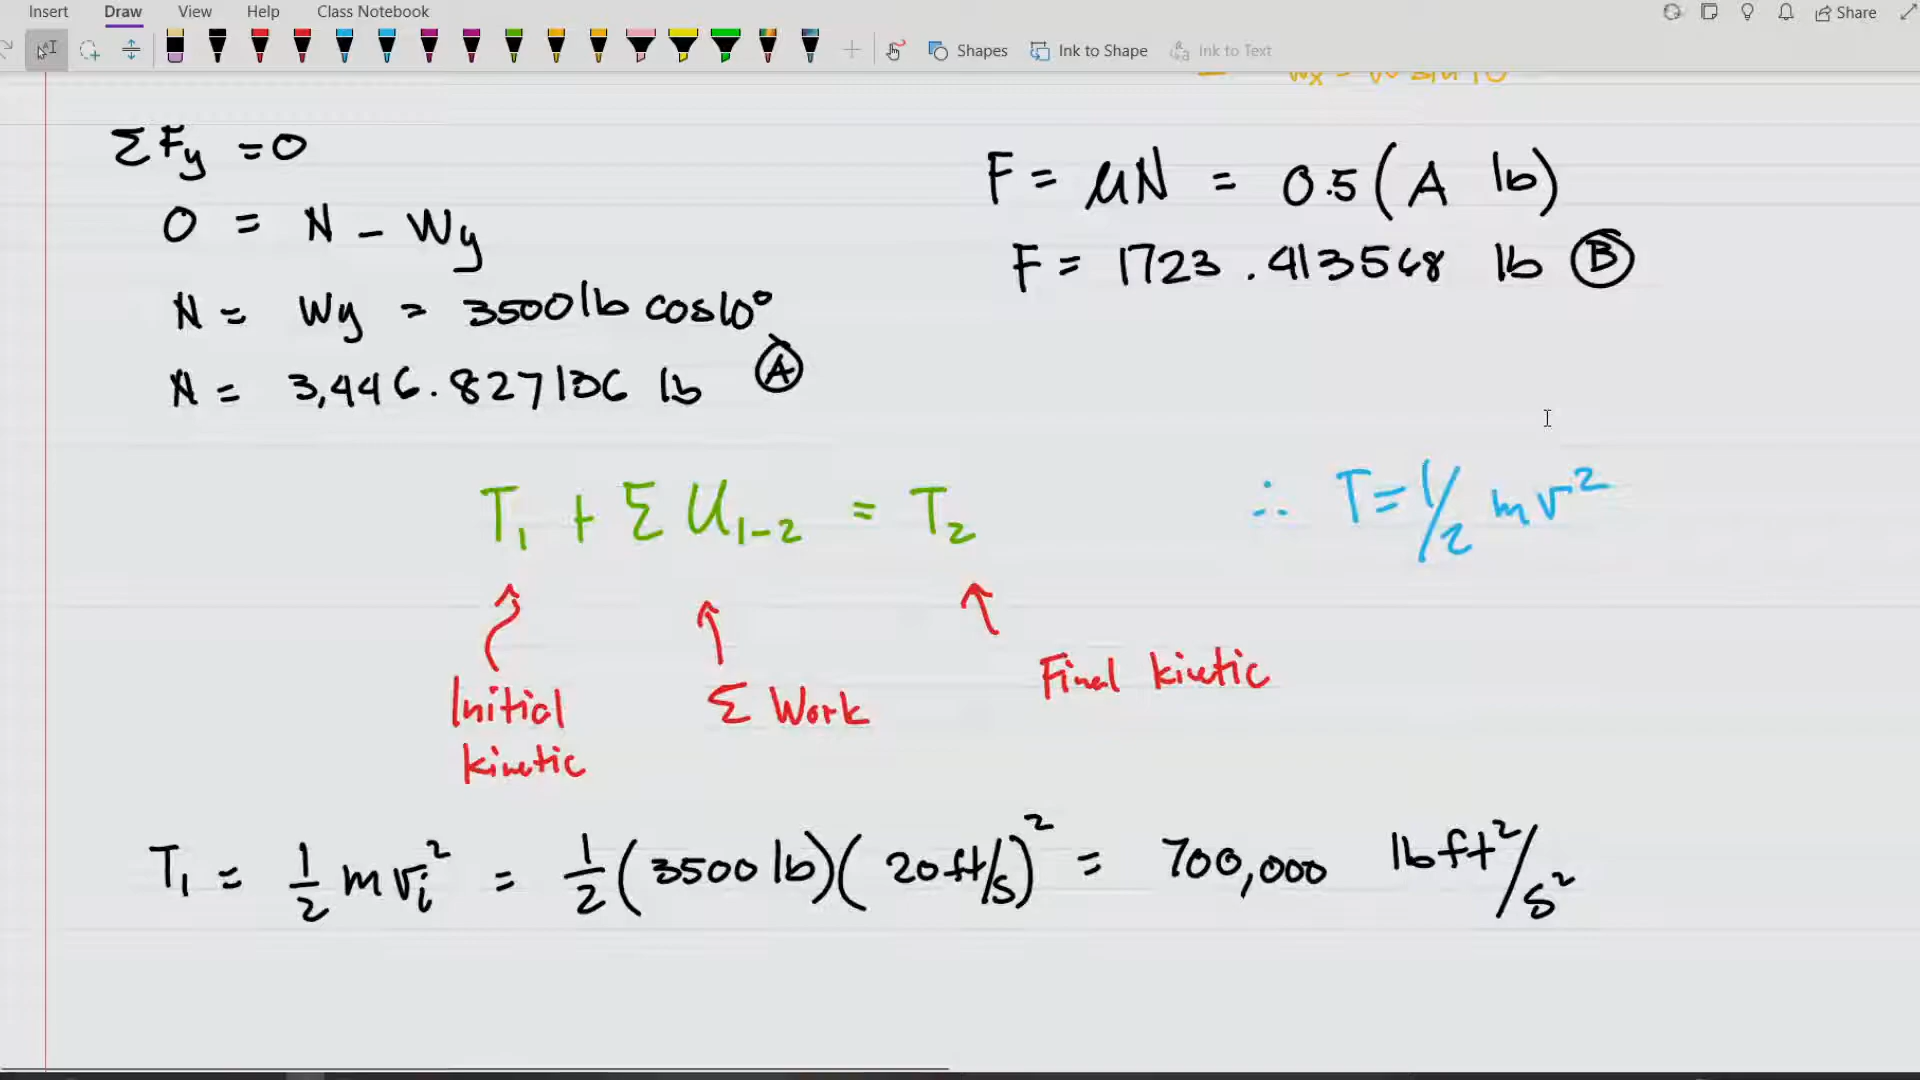 Insert Draw View Help Class Notebook Share
Shapes Ink to Shape Ink to Text
ΣFy = 0
0 = N - Wy
N = Wy = 3500 lb cos10°
N = 3,446.827136 lb Ⓐ
F = μN = 0.5(A lb)
F = 1723.413568 lb Ⓑ
T₁ + ΣU₁₋₂ = T₂
∴ T = 1/2 mv²
Initial kinetic
Σ Work
Final kinetic
T₁ = 1/2 mvᵢ² = 1/2 (3500 lb)(20 ft/s)² = 700,000 lb ft²/s²